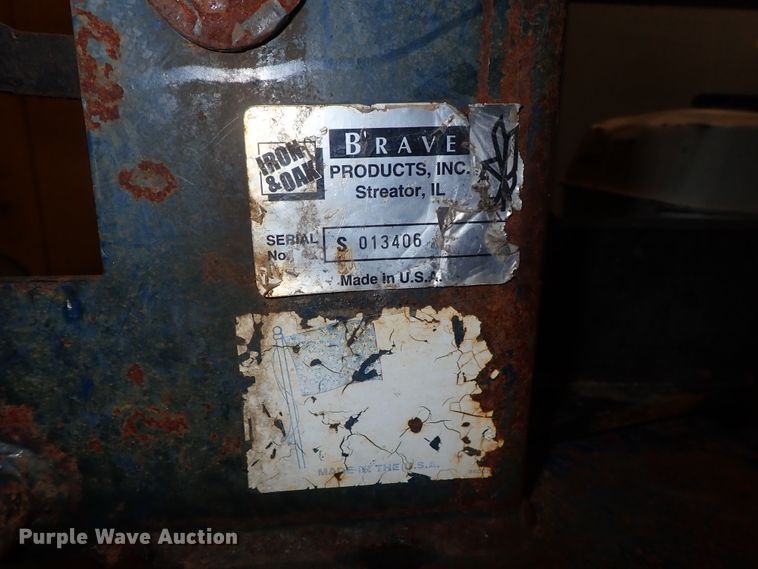 IRON
& OAK
BRAVE
PRODUCTS, INC.
Streator, IL
SERIAL
No.
S 013406
Made in U.S.A.
MADE IN THE U.S.A.
Purple Wave Auction